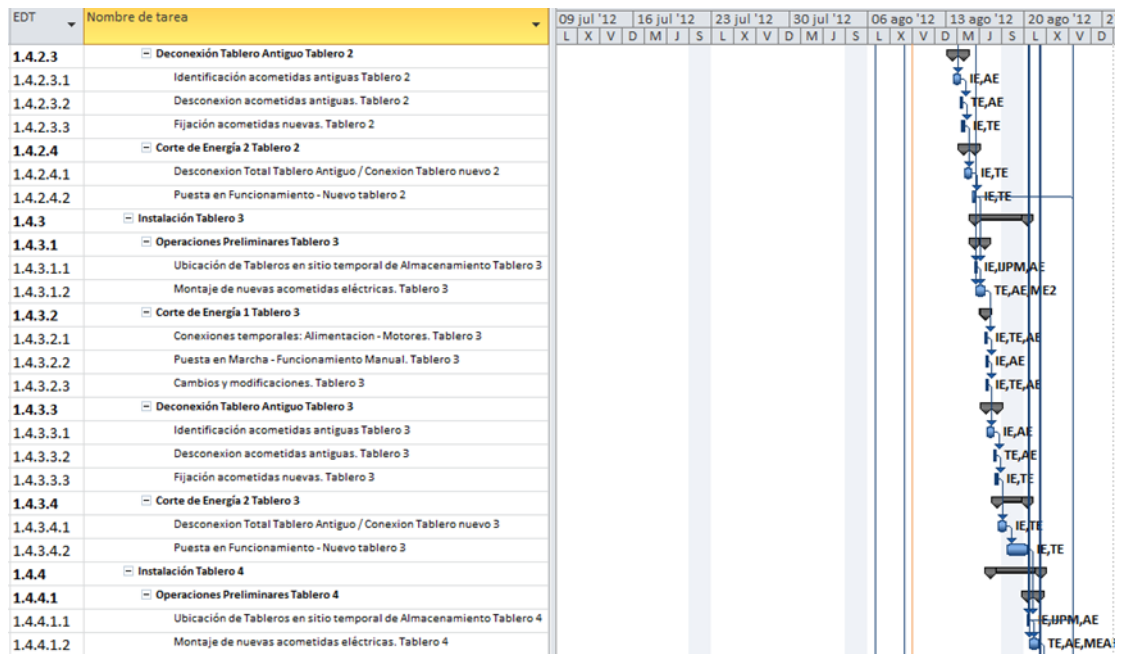 EDT Nombre de tarea 09 jul '12 16 jul '12 23 jul '12 30 jul '12 06 ago '12 13 ago '12 20 ago '12 2
L X V D M J S L X V D M J S L X V D M J S L X V D
1.4.2.3 Deconexión Tablero Antiguo Tablero 2
1.4.2.3.1 Identificación acometidas antiguas Tablero 2 IE,AE
1.4.2.3.2 Desconexion acometidas antiguas. Tablero 2 TE,AE
1.4.2.3.3 Fijación acometidas nuevas. Tablero 2 IE,TE
1.4.2.4 Corte de Energía 2 Tablero 2
1.4.2.4.1 Desconexion Total Tablero Antiguo / Conexion Tablero nuevo 2 IE,TE
1.4.2.4.2 Puesta en Funcionamiento - Nuevo tablero 2 IE,TE
1.4.3 Instalación Tablero 3
1.4.3.1 Operaciones Preliminares Tablero 3
1.4.3.1.1 Ubicación de Tableros en sitio temporal de Almacenamiento Tablero 3 IE,IJPM,AE
1.4.3.1.2 Montaje de nuevas acometidas eléctricas. Tablero 3 TE,AE,ME2
1.4.3.2 Corte de Energía 1 Tablero 3
1.4.3.2.1 Conexiones temporales: Alimentacion - Motores. Tablero 3 IE,TE,AE
1.4.3.2.2 Puesta en Marcha - Funcionamiento Manual. Tablero 3 IE,AE
1.4.3.2.3 Cambios y modificaciones. Tablero 3 IE,TE,AE
1.4.3.3 Deconexión Tablero Antiguo Tablero 3
1.4.3.3.1 Identificación acometidas antiguas Tablero 3 IE,AE
1.4.3.3.2 Desconexion acometidas antiguas. Tablero 3 TE,AE
1.4.3.3.3 Fijación acometidas nuevas. Tablero 3 IE,TE
1.4.3.4 Corte de Energía 2 Tablero 3
1.4.3.4.1 Desconexion Total Tablero Antiguo / Conexion Tablero nuevo 3 IE,TE
1.4.3.4.2 Puesta en Funcionamiento - Nuevo tablero 3 IE,TE
1.4.4 Instalación Tablero 4
1.4.4.1 Operaciones Preliminares Tablero 4
1.4.4.1.1 Ubicación de Tableros en sitio temporal de Almacenamiento Tablero 4 IE,IJPM,AE
1.4.4.1.2 Montaje de nuevas acometidas eléctricas. Tablero 4 TE,AE,MEA